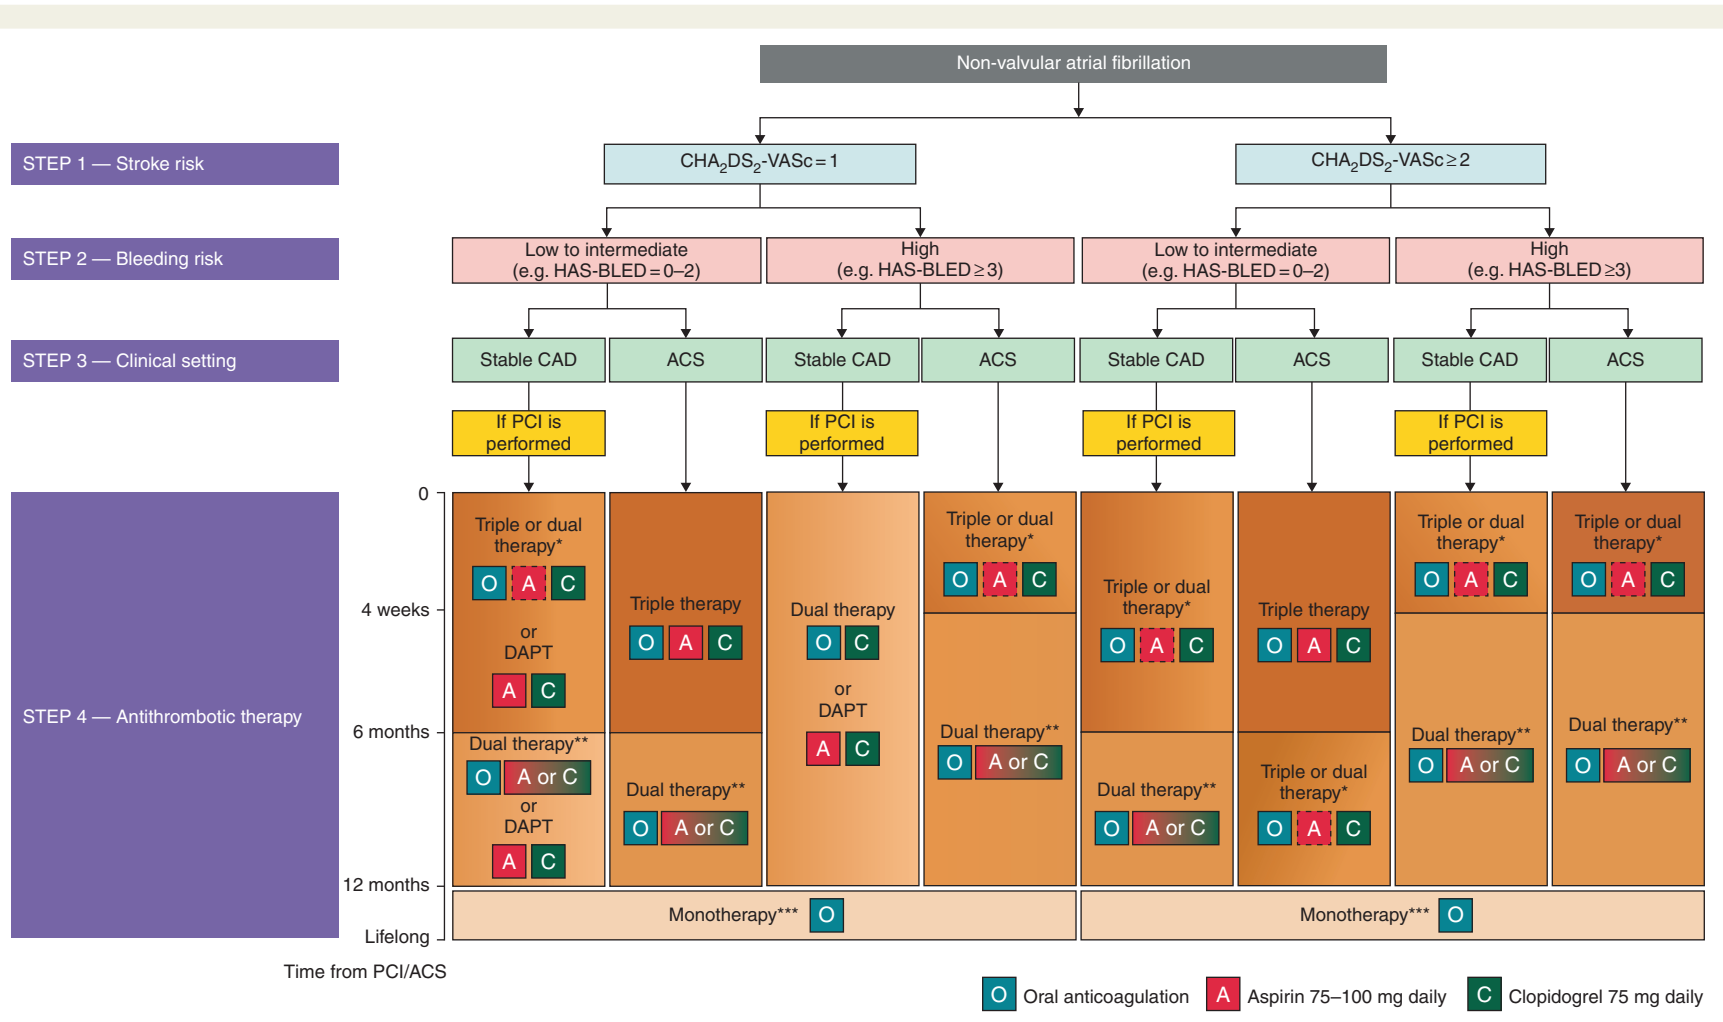 Non-valvular atrial fibrillation
STEP 1 — Stroke risk
CHA2DS2-VASc = 1
CHA2DS2-VASc ≥ 2
STEP 2 — Bleeding risk
Low to intermediate
(e.g. HAS-BLED = 0–2)
High
(e.g. HAS-BLED ≥ 3)
Low to intermediate
(e.g. HAS-BLED = 0–2)
High
(e.g. HAS-BLED ≥3)
STEP 3 — Clinical setting
Stable CAD
ACS
Stable CAD
ACS
Stable CAD
ACS
Stable CAD
ACS
If PCI is
performed
If PCI is
performed
If PCI is
performed
If PCI is
performed
STEP 4 — Antithrombotic therapy
0
4 weeks
6 months
12 months
Lifelong
Time from PCI/ACS
Triple or dual
therapy*
O A C
or
DAPT
A C
Dual therapy**
O A or C
or
DAPT
A C
Triple therapy
O A C
Dual therapy**
O A or C
Dual therapy
O C
or
DAPT
A C
Triple or dual
therapy*
O A C
Dual therapy**
O A or C
Triple or dual
therapy*
O A C
Dual therapy**
O A or C
Triple therapy
O A C
Triple or dual
therapy*
O A C
Triple or dual
therapy*
O A C
Dual therapy**
O A or C
Triple or dual
therapy*
O A C
Dual therapy**
O A or C
Monotherapy*** O
Monotherapy*** O
O Oral anticoagulation A Aspirin 75–100 mg daily C Clopidogrel 75 mg daily